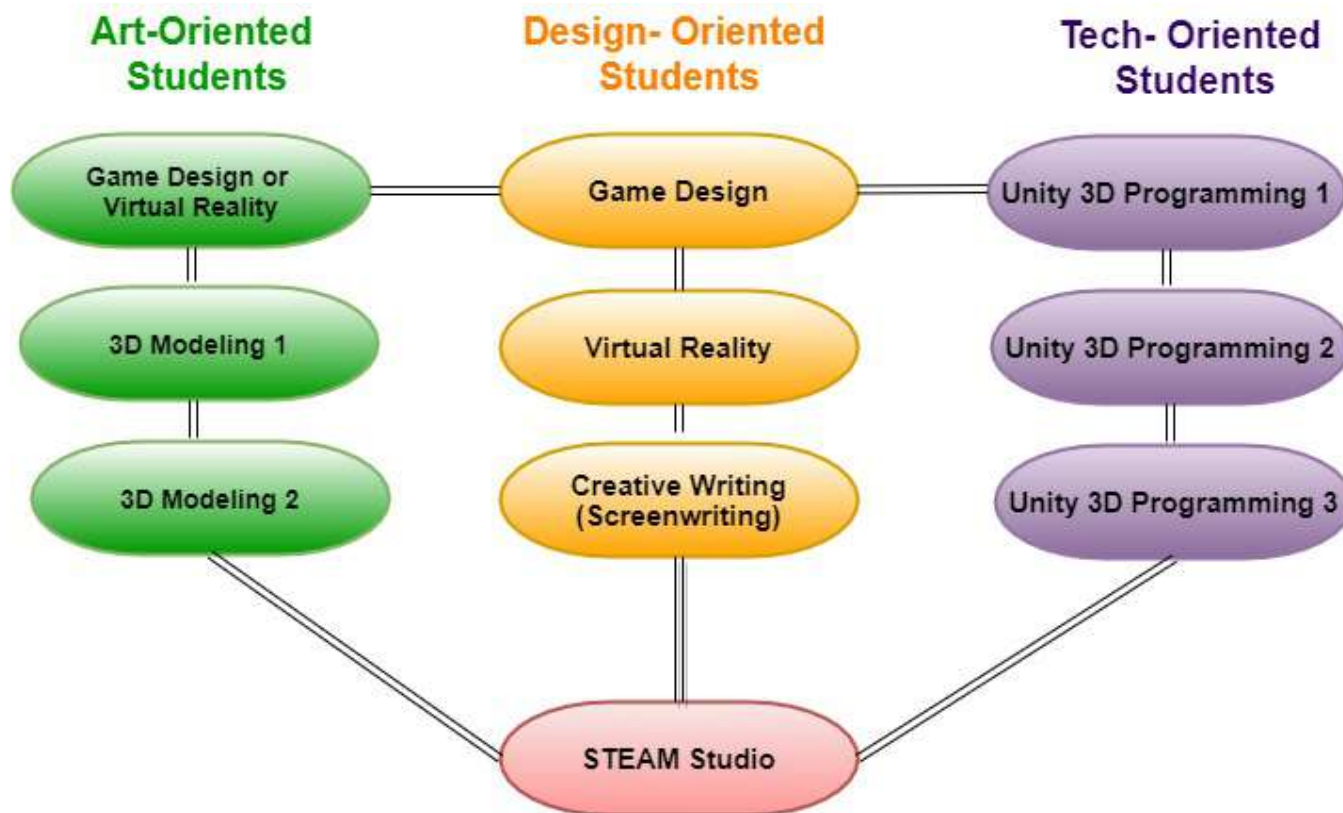 Art-Oriented
Students
Design- Oriented
Students
Tech- Oriented
Students
Game Design or
Virtual Reality
Game Design
Unity 3D Programming 1
3D Modeling 1
Virtual Reality
Unity 3D Programming 2
3D Modeling 2
Creative Writing
(Screenwriting)
Unity 3D Programming 3
STEAM Studio